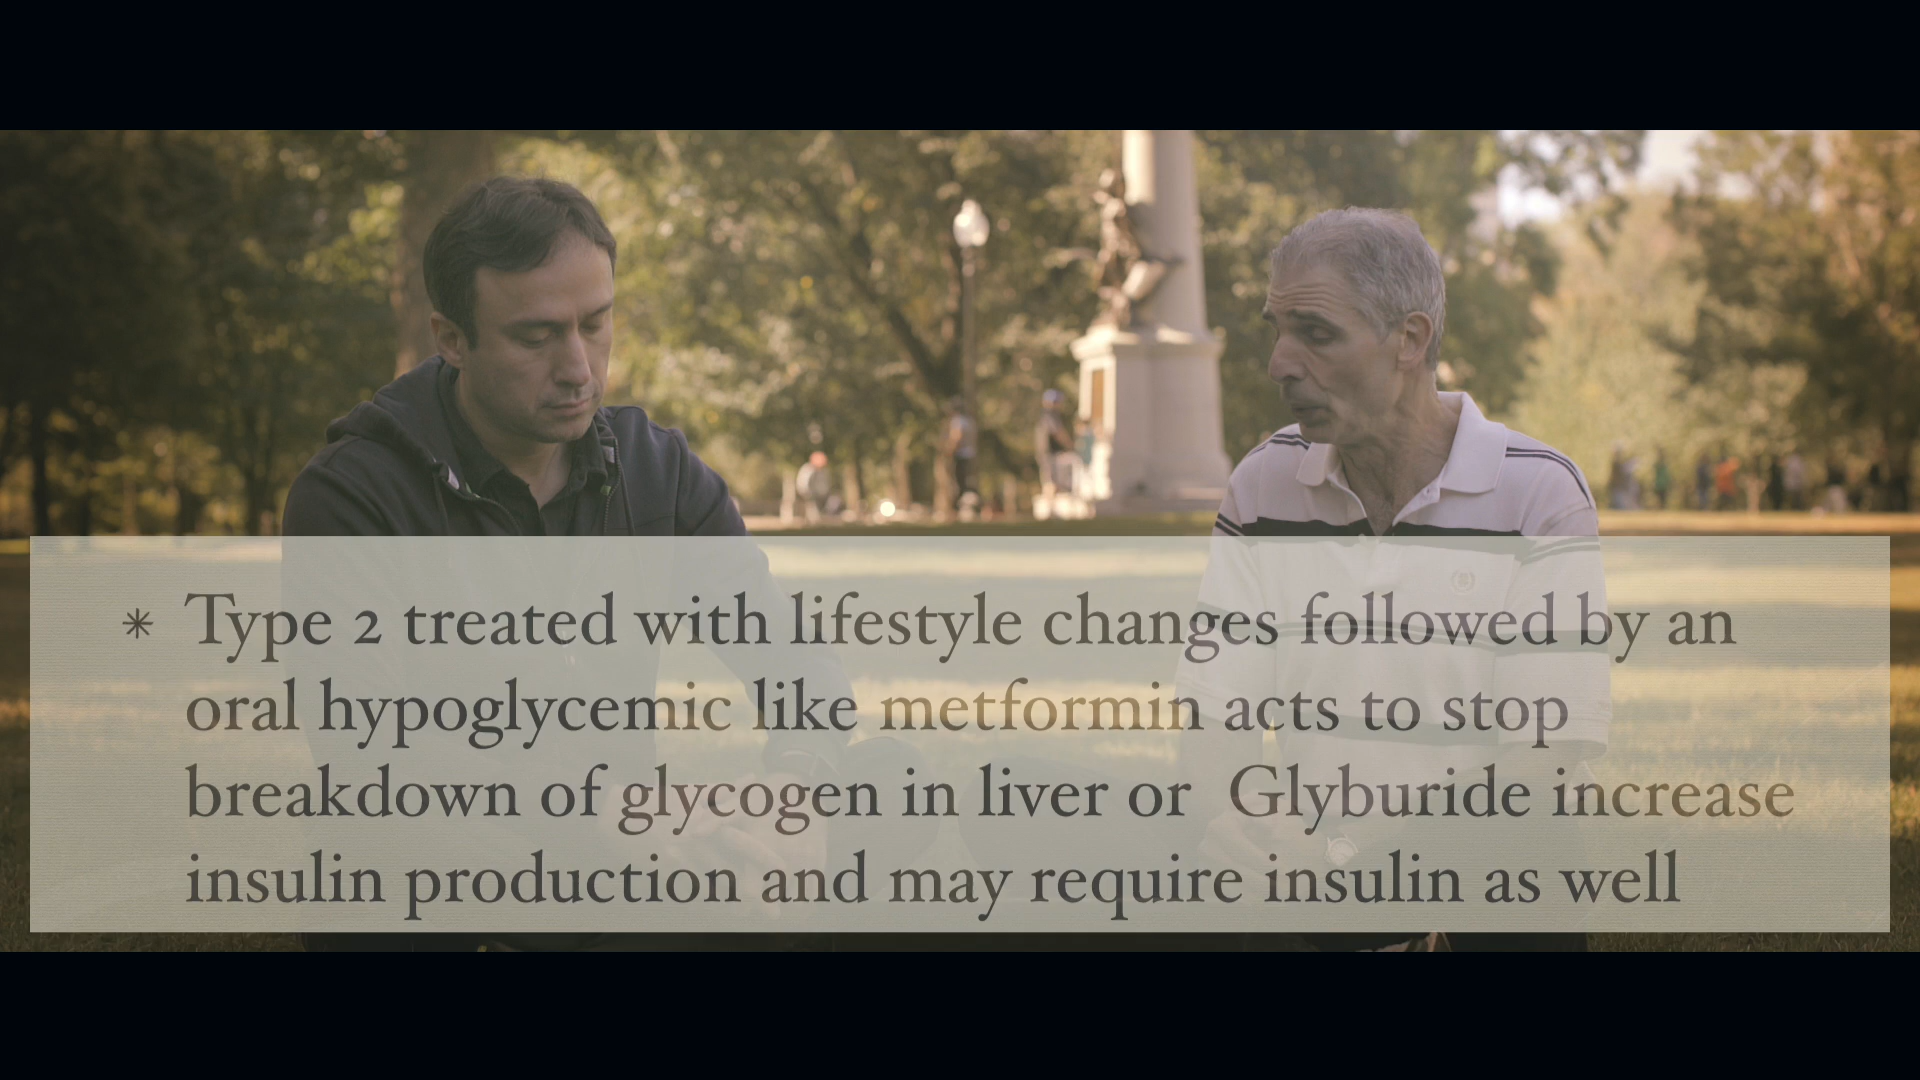 * Type 2 treated with lifestyle changes followed by an
oral hypoglycemic like metformin acts to stop
breakdown of glycogen in liver or Glyburide increase
insulin production and may require insulin as well